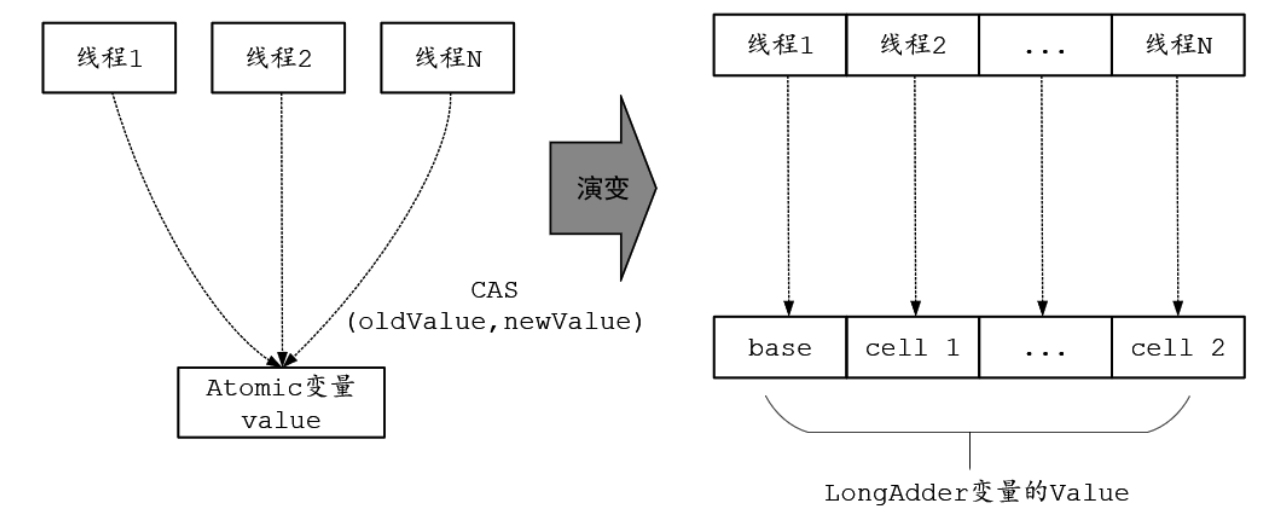 线程1
线程2
线程N
CAS
(oldValue,newValue)
Atomic变量
value
演变
线程1
线程2
...
线程N
base
cell 1
...
cell 2
LongAdder变量的Value